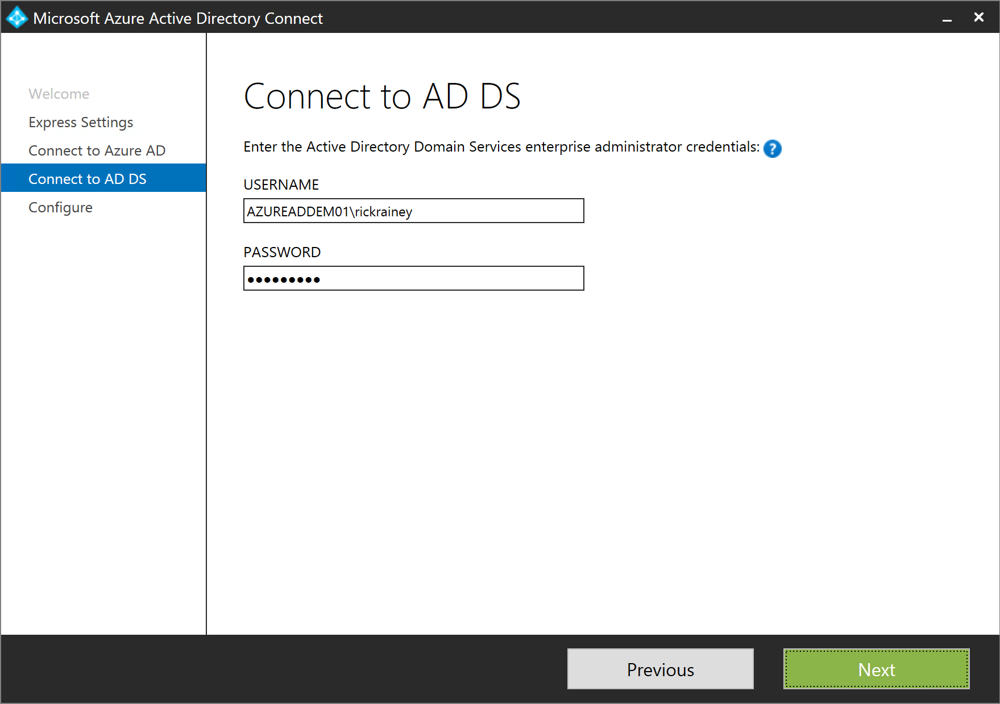 Microsoft Azure Active Directory Connect
Welcome
Express Settings
Connect to Azure AD
Connect to AD DS
Configure
Connect to AD DS
Enter the Active Directory Domain Services enterprise administrator credentials: ?
USERNAME
AZUREADDEM01\rickrainey
PASSWORD
●●●●●●●●●
Previous
Next